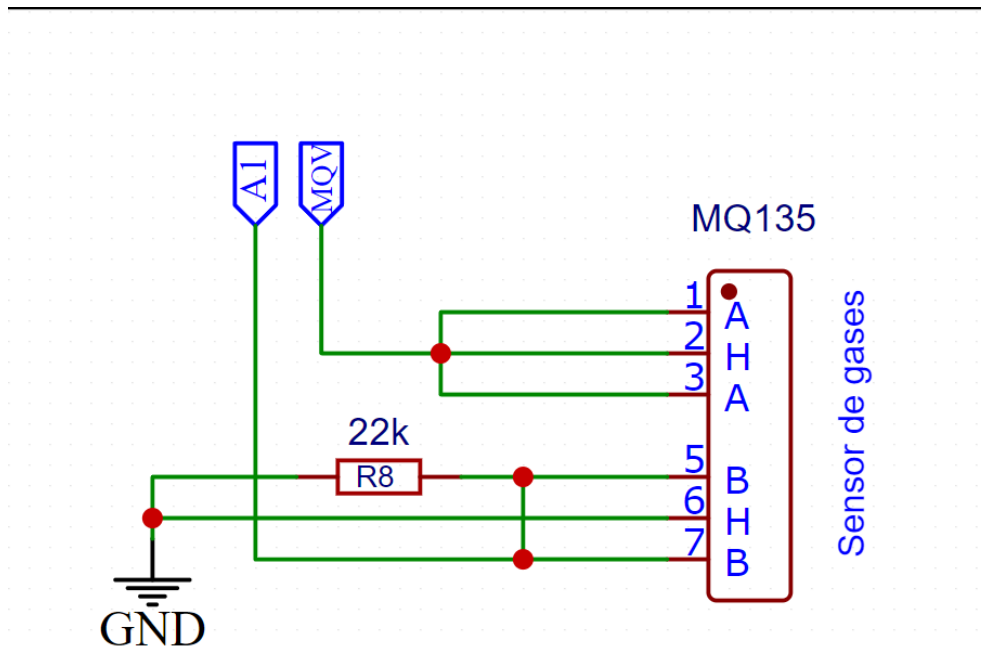 A1
MQV
MQ135
1 A
2 H
3 A
22k
R8
5 B
6 H
7 B
Sensor de gases
GND